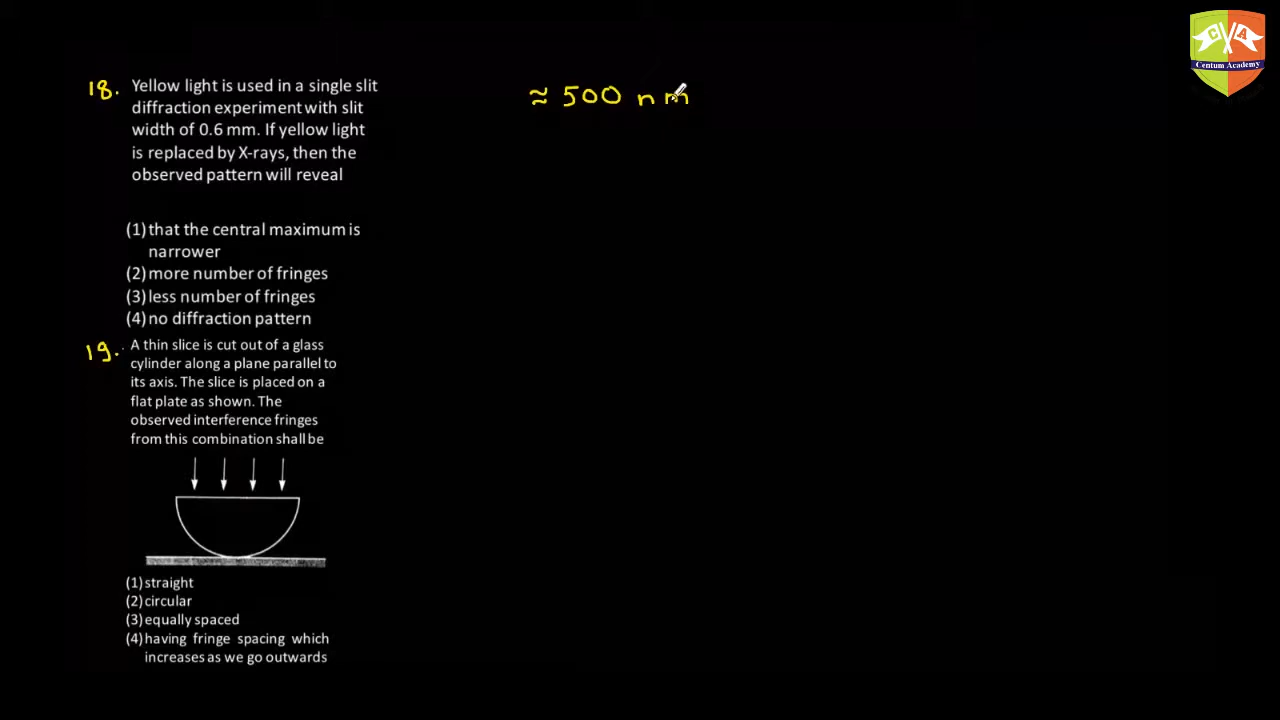 18. Yellow light is used in a single slit
diffraction experiment with slit
width of 0.6 mm. If yellow light
is replaced by X-rays, then the
observed pattern will reveal
(1) that the central maximum is
narrower
(2) more number of fringes
(3) less number of fringes
(4) no diffraction pattern
≈ 500 nm
C A
Centum Academy
19. A thin slice is cut out of a glass
cylinder along a plane parallel to
its axis. The slice is placed on a
flat plate as shown. The
observed interference fringes
from this combination shall be
(1) straight
(2) circular
(3) equally spaced
(4) having fringe spacing which
increases as we go outwards